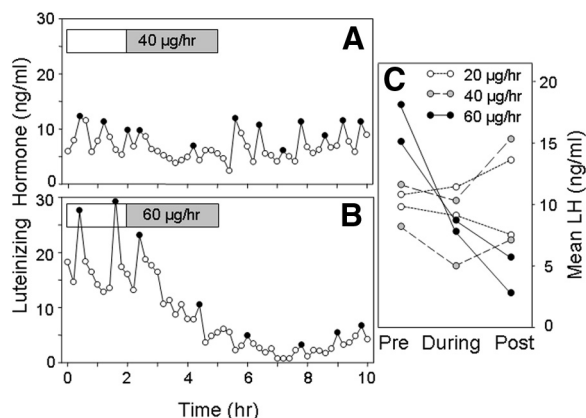 30
20
10
0
40 µg/hr
A
30
20
10
0
60 µg/hr
B
0 2 4 6 8 10
Time (hr)
Luteinizing Hormone (ng/ml)
C
20 µg/hr
40 µg/hr
60 µg/hr
20
15
10
5
0
Mean LH (ng/ml)
Pre During Post